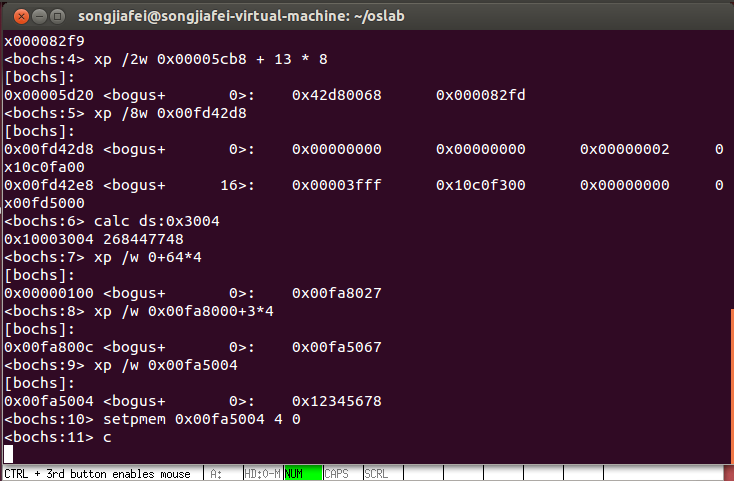 songjiafei@songjiafei-virtual-machine: ~/oslab
x000082f9
<bochs:4> xp /2w 0x00005cb8 + 13 * 8
[bochs]:
0x00005d20 <bogus+       0>:    0x42d80068      0x000082fd
<bochs:5> xp /8w 0x00fd42d8
[bochs]:
0x00fd42d8 <bogus+       0>:    0x00000000      0x00000000      0x00000002      0
x10c0fa00
0x00fd42e8 <bogus+      16>:    0x00003fff      0x10c0f300      0x00000000      0
x00fd5000
<bochs:6> calc ds:0x3004
0x10003004 268447748
<bochs:7> xp /w 0+64*4
[bochs]:
0x00000100 <bogus+       0>:    0x00fa8027
<bochs:8> xp /w 0x00fa8000+3*4
[bochs]:
0x00fa800c <bogus+       0>:    0x00fa5067
<bochs:9> xp /w 0x00fa5004
[bochs]:
0x00fa5004 <bogus+       0>:    0x12345678
<bochs:10> setpmem 0x00fa5004 4 0
<bochs:11> c
CTRL + 3rd button enables mouse A: HD:0-M NUM CAPS SCRL